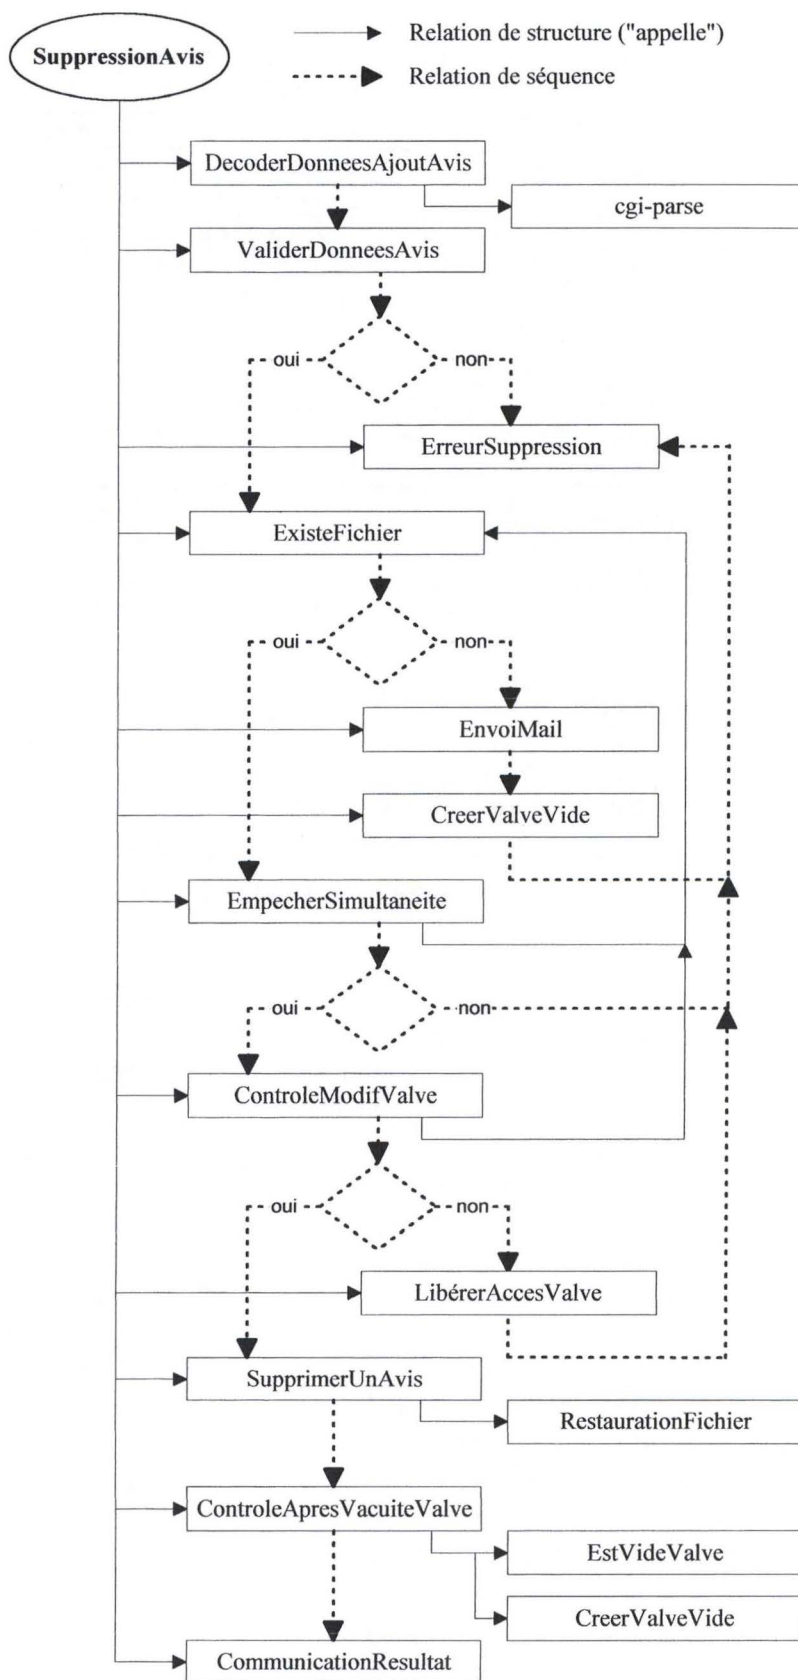 SuppressionAvis
Relation de structure ("appelle")
Relation de séquence
DecoderDonneesAjoutAvis
cgi-parse
ValiderDonneesAvis
oui
non
ErreurSuppression
ExisteFichier
oui
non
EnvoiMail
CreerValveVide
EmpecherSimultaneite
oui
non
ControleModifValve
oui
non
LibérerAccesValve
SupprimerUnAvis
RestaurationFichier
ControleApresVacuiteValve
EstVideValve
CreerValveVide
CommunicationResultat